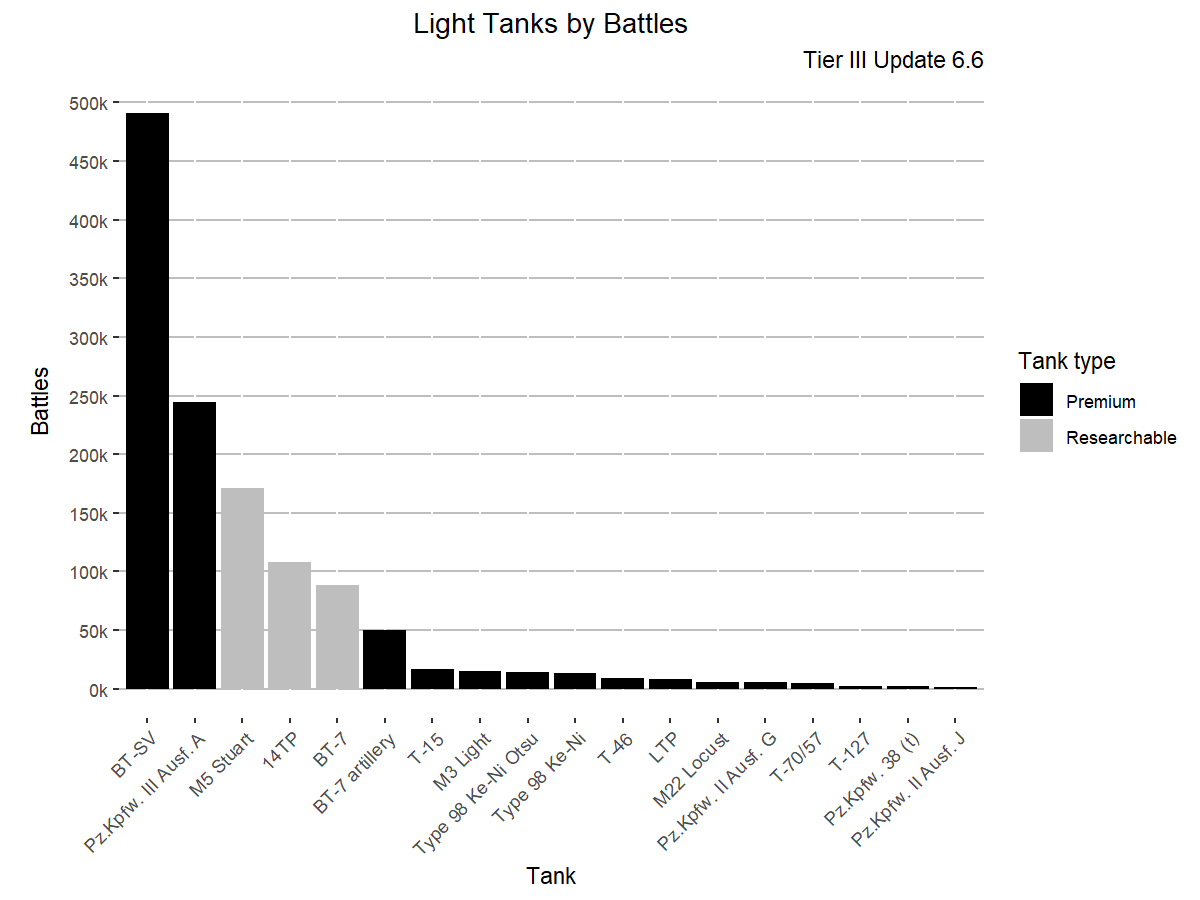 Light Tanks by Battles
Tier III Update 6.6
500k
450k
400k
350k
300k
250k
200k
150k
100k
50k
0k
Battles
BT-SV
Pz.Kpfw. III Ausf. A
M5 Stuart
14TP
BT-7
BT-7 artillery
T-15
M3 Light
Type 98 Ke-Ni Otsu
Type 98 Ke-Ni
T-46
LTP
M22 Locust
Pz.Kpfw. II Ausf. G
T-70/57
T-127
Pz.Kpfw. 38 (t)
Pz.Kpfw. II Ausf. J
Tank
Tank type
Premium
Researchable